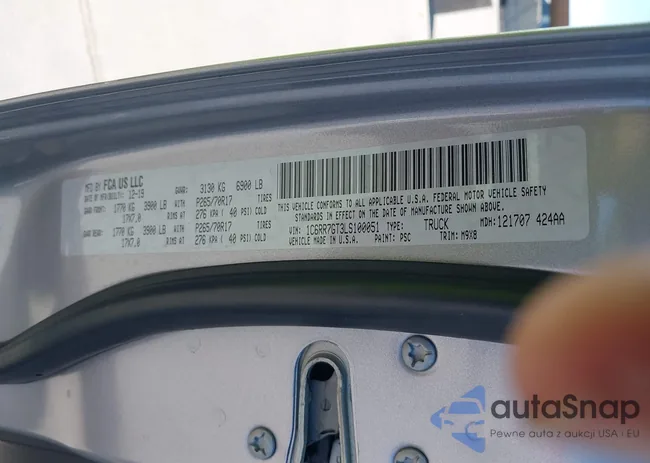 MFD BY FCA US LLC
DATE OF MFR 12-19 GVWR: 3130 KG 6900 LB
GAWR FRONT 1770 KG 3900 LB P265/70R17 TIRES
17X7.0 RIMS AT 276 KPA ( 40 PSI) COLD
GAWR REAR 1770 KG 3900 LB P265/70R17 TIRES
17X7.0 RIMS AT 276 KPA ( 40 PSI) COLD
THIS VEHICLE CONFORMS TO ALL APPLICABLE U.S.A. FEDERAL MOTOR VEHICLE SAFETY
STANDARDS IN EFFECT ON THE DATE OF MANUFACTURE SHOWN ABOVE.
VIN: 1C6RR7GT3LS100051 TYPE: TRUCK MDH: 121707 424AA
VEHICLE MADE IN U.S.A. PAINT: PSC TRIM: M9X8
autaSnap
Pewne auta z aukcji USA i EU